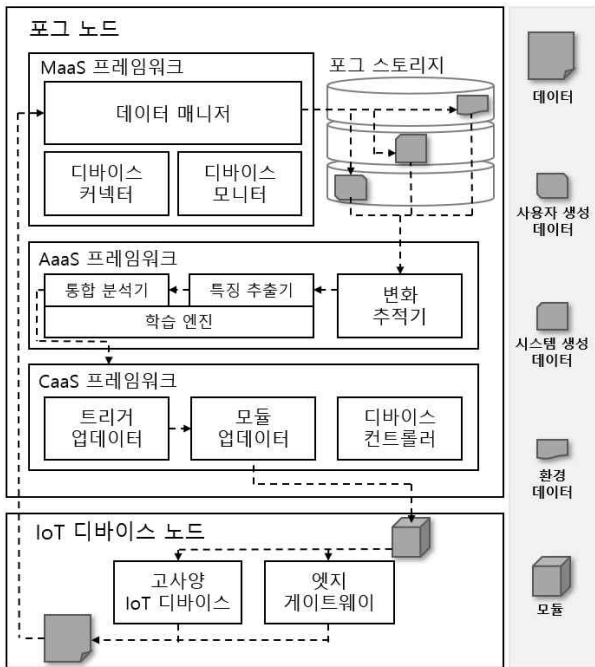 포그 노드
MaaS 프레임워크
데이터 매니저
디바이스
커넥터
디바이스
모니터
포그 스토리지
AaaS 프레임워크
통합 분석기
특징 추출기
학습 엔진
변화
추적기
CaaS 프레임워크
트리거
업데이터
모듈
업데이터
디바이스
컨트롤러
IoT 디바이스 노드
고사양
IoT 디바이스
엣지
게이트웨이
데이터
사용자 생성
데이터
시스템 생성
데이터
환경
데이터
모듈